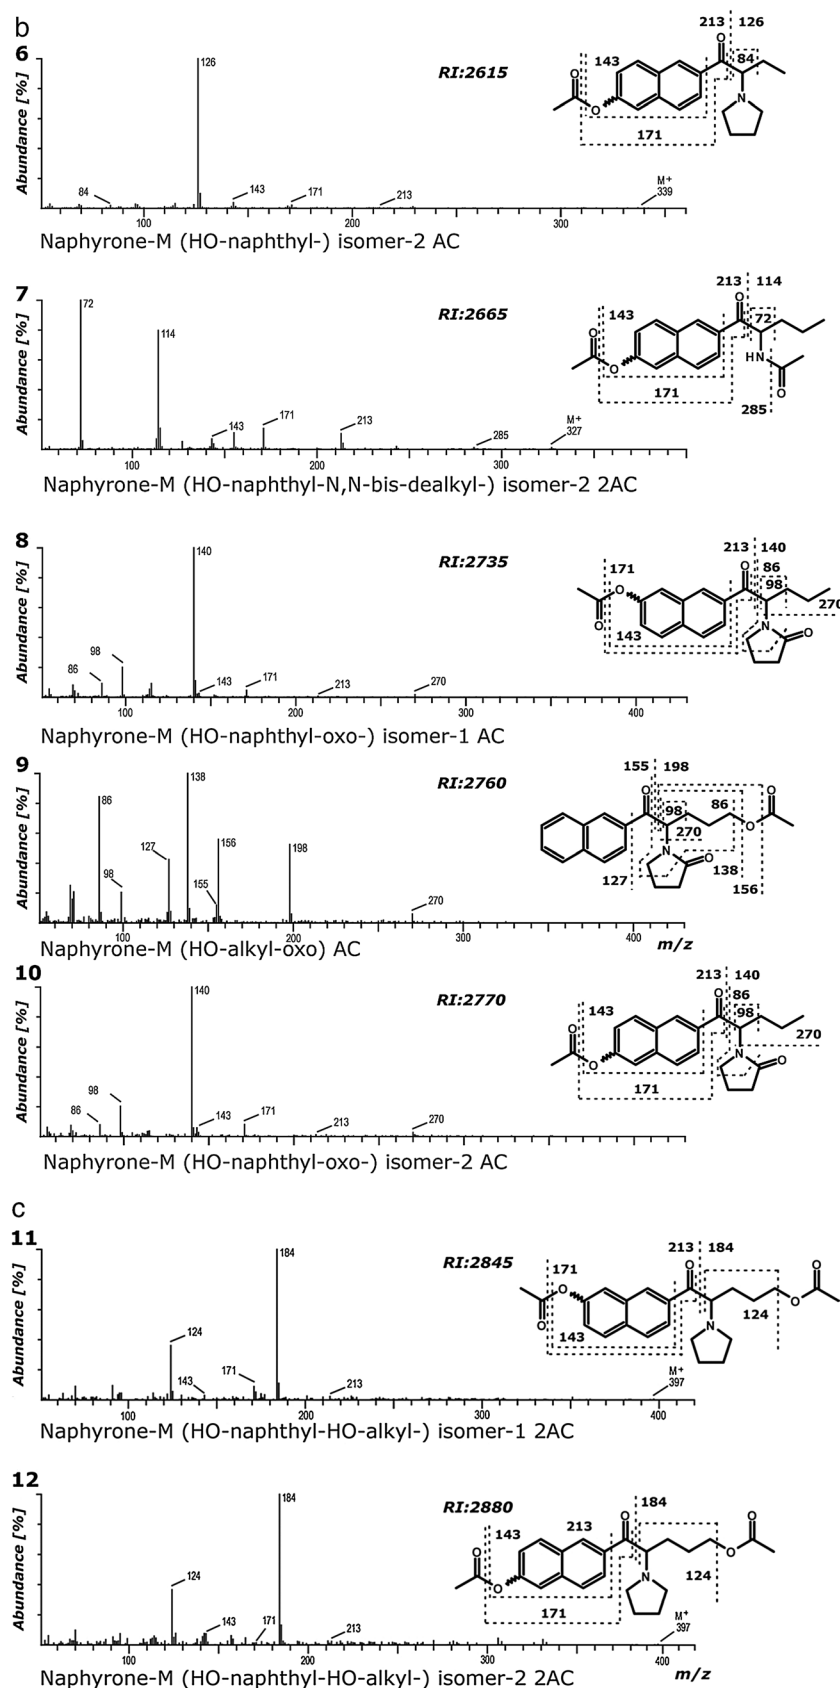 b
6
Abundance [%]
126
RI:2615
84
143
171
213
M+
339
100
200
300
213 126
O
84
143
O
O
N
171
Naphyrone-M (HO-naphthyl-) isomer-2 AC
7
Abundance [%]
72
114
RI:2665
143
171
213
285
M+
327
100
200
300
213 114
O
72
143
O
O
HN
171
O
285
Naphyrone-M (HO-naphthyl-N,N-bis-dealkyl-) isomer-2 2AC
8
Abundance [%]
140
RI:2735
86
98
143
171
213
270
100
200
300
400
213 140
86
98
171
O
O
O
270
N
O
143
Naphyrone-M (HO-naphthyl-oxo-) isomer-1 AC
9
Abundance [%]
86
138
RI:2760
98
127
155
156
198
270
100
200
300
400
155 198
O
98
86
O
O
270
N
O
127
138
156
m/z
Naphyrone-M (HO-alkyl-oxo) AC
10
Abundance [%]
140
RI:2770
86
98
143
171
213
270
213 140
86
O
98
143
270
O
O
N
O
171
Naphyrone-M (HO-naphthyl-oxo-) isomer-2 AC
c
11
Abundance [%]
184
RI:2845
124
143
171
213
M+
397
100
200
300
400
213 184
171
O
O
O
O
O
124
N
143
Naphyrone-M (HO-naphthyl-HO-alkyl-) isomer-1 2AC
12
Abundance [%]
184
RI:2880
124
143
171
213
M+
397
100
200
300
400
184
143
213
O
O
O
O
O
N
124
171
m/z
Naphyrone-M (HO-naphthyl-HO-alkyl-) isomer-2 2AC